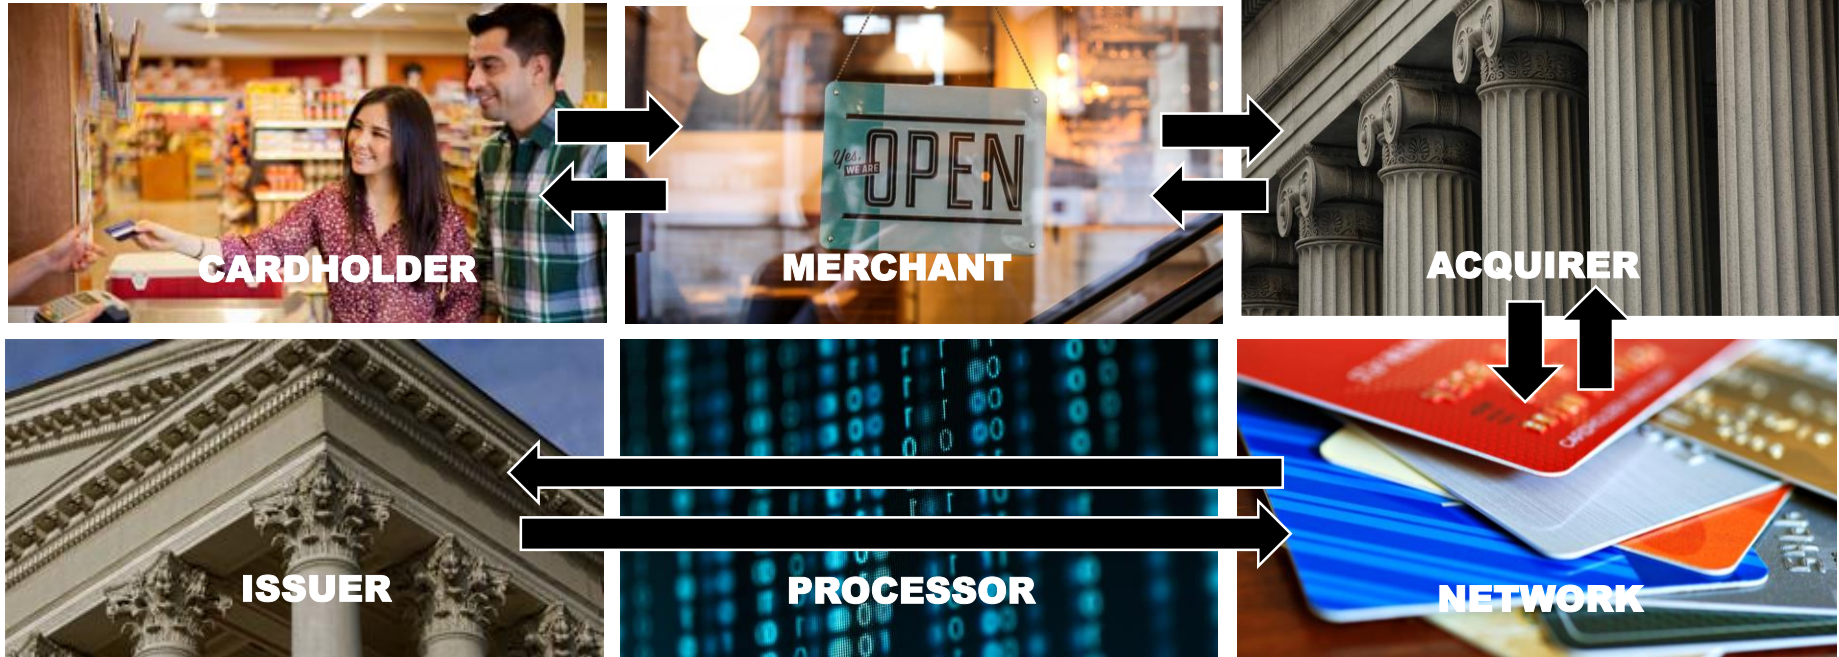 CARDHOLDER
MERCHANT
ACQUIRER
Yes,
WE ARE
OPEN
ISSUER
PROCESSOR
NETWORK